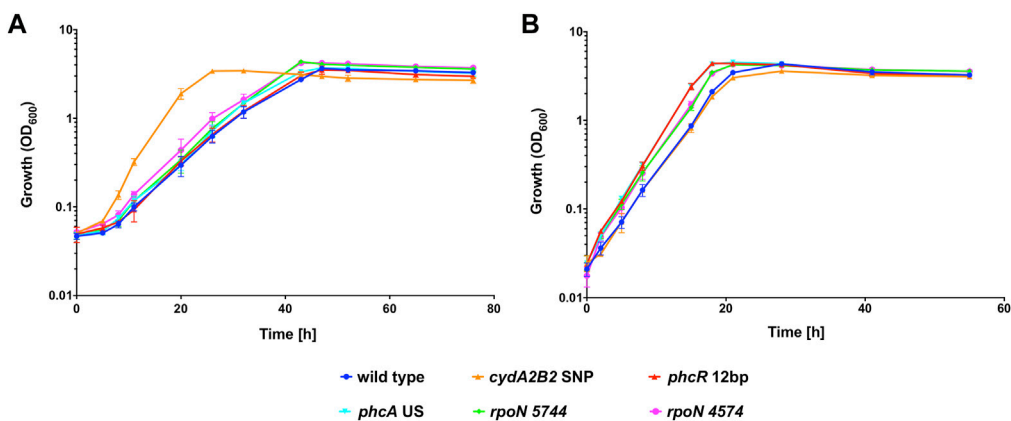 A
B
10
1
0.1
0.01
Growth (OD600)
0
20
40
60
80
Time [h]
10
1
0.1
0.01
Growth (OD600)
0
20
40
60
Time [h]
wild type
cydA2B2 SNP
phcR 12bp
phcA US
rpoN 5744
rpoN 4574